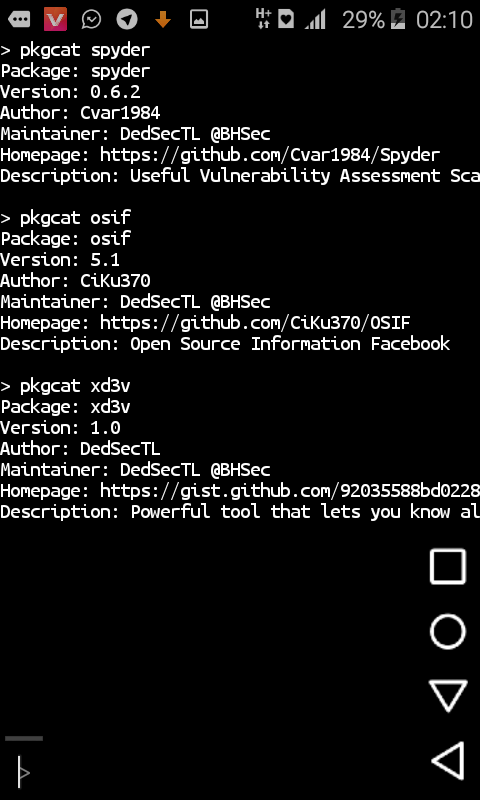 H+ 29% 02:10
> pkgcat spyder
Package: spyder
Version: 0.6.2
Author: Cvar1984
Maintainer: DedSecTL @BHSec
Homepage: https://github.com/Cvar1984/Spyder
Description: Useful Vulnerability Assessment Sca
> pkgcat osif
Package: osif
Version: 5.1
Author: CiKu370
Maintainer: DedSecTL @BHSec
Homepage: https://github.com/CiKu370/OSIF
Description: Open Source Information Facebook
> pkgcat xd3v
Package: xd3v
Version: 1.0
Author: DedSecTL
Maintainer: DedSecTL @BHSec
Homepage: https://gist.github.com/92035588bd0228
Description: Powerful tool that lets you know al
>